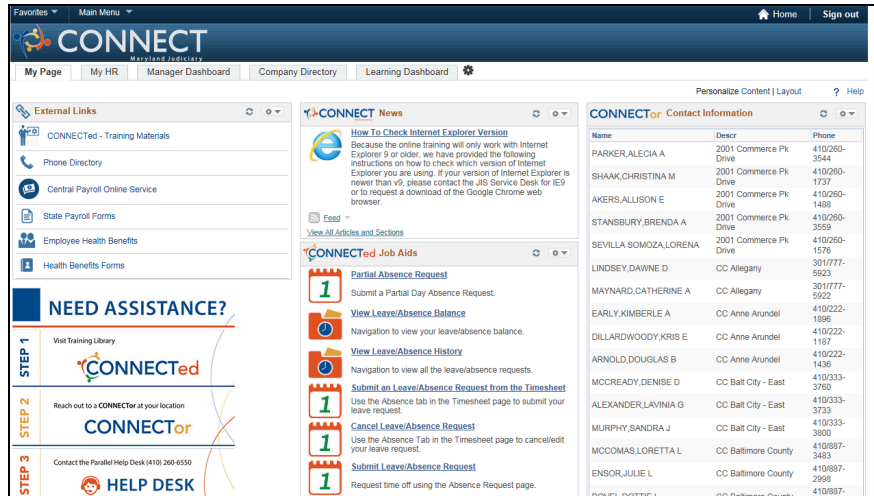 Favorites Main Menu Home Sign out
CONNECT
Maryland Judiciary
My Page My HR Manager Dashboard Company Directory Learning Dashboard
Personalize Content | Layout ? Help
External Links
CONNECTed - Training Materials
Phone Directory
Central Payroll Online Service
State Payroll Forms
Employee Health Benefits
Health Benefits Forms
NEED ASSISTANCE?
STEP 1
Visit Training Library
CONNECTed
STEP 2
Reach out to a CONNECTor at your location
CONNECTor
STEP 3
Contact the Parallel Help Desk (410) 260-6550
HELP DESK
CONNECT News
How To Check Internet Explorer Version
Because the online training will only work with Internet
Explorer 9 or older, we have provided the following
instructions on how to check which version of Internet
Explorer you are using. If your version of Internet Explorer is
newer than v9, please contact the JIS Service Desk for IE9
or to request a download of the Google Chrome web
browser.
Feed
View All Articles and Sections
CONNECTed Job Aids
1
Partial Absence Request
Submit a Partial Day Absence Request.
View Leave/Absence Balance
Navigation to view your leave/absence balance.
View Leave/Absence History
Navigation to view all the leave/absence requests.
1
Submit an Leave/Absence Request from the Timesheet
Use the Absence tab in the Timesheet page to submit your
leave request.
1
Cancel Leave/Absence Request
Use the Absence Tab in the Timesheet page to cancel/edit
your leave request.
1
Submit Leave/Absence Request
Request time off using the Absence Request page.
CONNECTor Contact Information
Name Descr Phone
PARKER,ALECIA A 2001 Commerce Pk Drive 410/260-3544
SHAAK,CHRISTINA M 2001 Commerce Pk Drive 410/260-1737
AKERS,ALLISON E 2001 Commerce Pk Drive 410/260-1488
STANSBURY,BRENDA A 2001 Commerce Pk Drive 410/260-3559
SEVILLA SOMOZA,LORENA 2001 Commerce Pk Drive 410/260-1576
LINDSEY,DAWNE D CC Allegany 301/777-5923
MAYNARD,CATHERINE A CC Allegany 301/777-5922
EARLY,KIMBERLE A CC Anne Arundel 410/222-1896
DILLARDWOODY,KRIS E CC Anne Arundel 410/222-1187
ARNOLD,DOUGLAS B CC Anne Arundel 410/222-1436
MCCREADY,DENISE D CC Balt City - East 410/333-3760
ALEXANDER,LAVINIA G CC Balt City - East 410/333-3733
MURPHY,SANDRA J CC Balt City - East 410/333-3800
MCCOMAS,LORETTA L CC Baltimore County 410/887-3483
ENSOR,JULIE L CC Baltimore County 410/887-2998
CC Baltimore County 410/887-